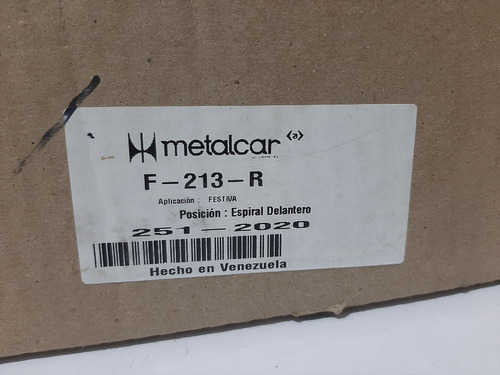 metalcar (a)
F-213-R
Aplicación : FESTIVA
Posición : Espiral Delantero
251-2020
Hecho en Venezuela